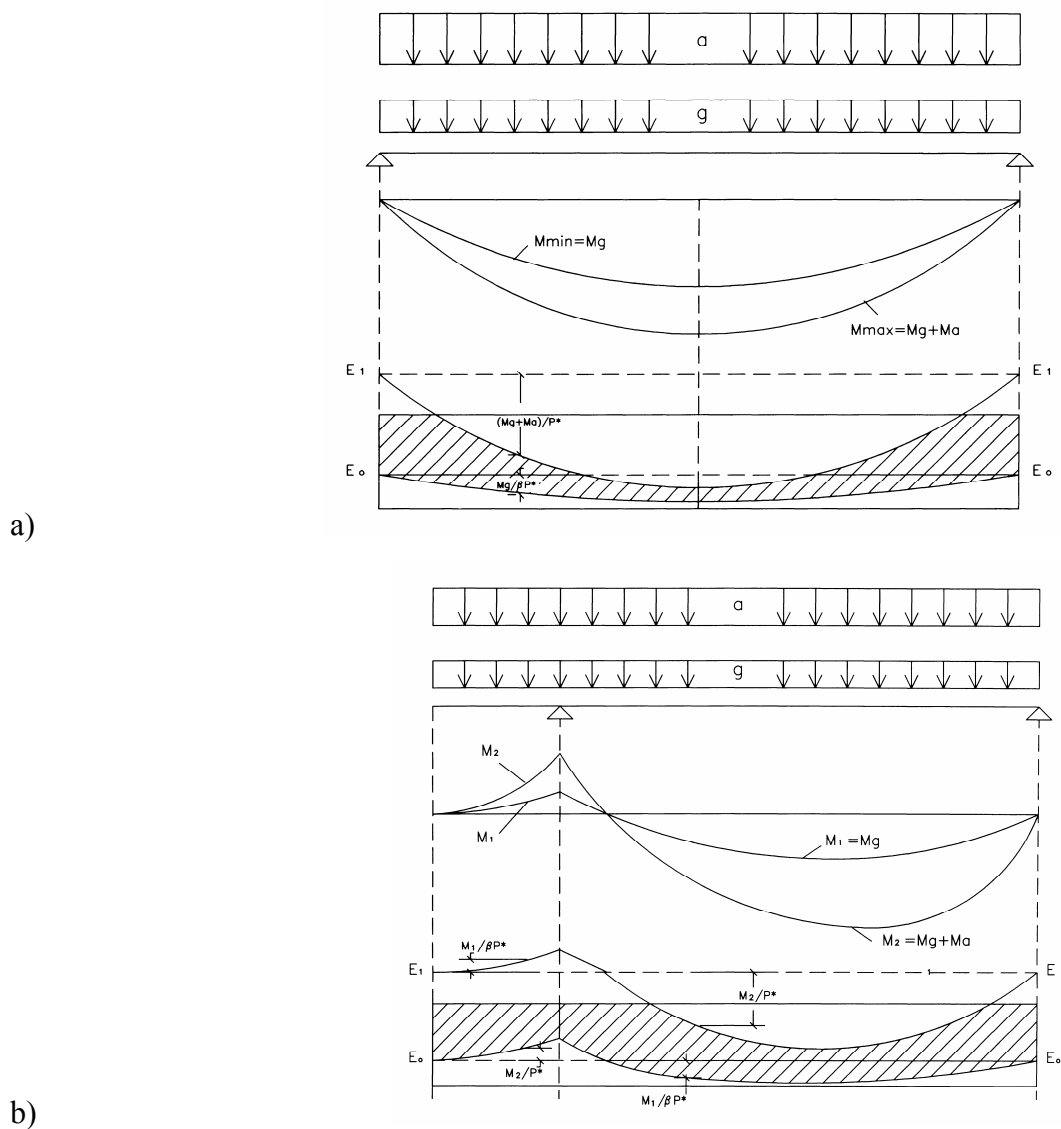 a
g
Mmin=Mg
Mmax=Mg+Ma
E1 E1
(Mg+Ma)/P*
Eo Eo
Mg/βP*
a)
a
g
M2
M1
M1=Mg
M2=Mg+Ma
M1/βP*
E1 E
M2/P*
Eo Eo
M2/P*
M1/βP*
b)